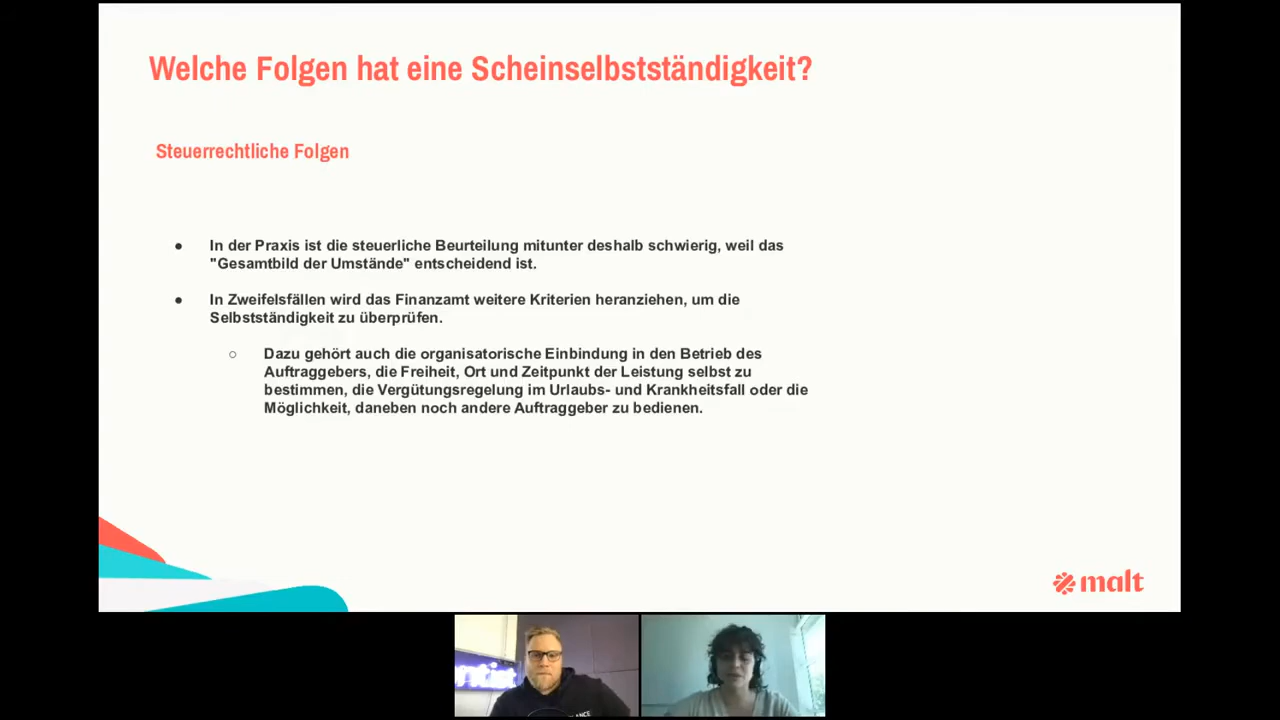 Welche Folgen hat eine Scheinselbstständigkeit?
Steuerrechtliche Folgen
● In der Praxis ist die steuerliche Beurteilung mitunter deshalb schwierig, weil das
"Gesamtbild der Umstände" entscheidend ist.
● In Zweifelsfällen wird das Finanzamt weitere Kriterien heranziehen, um die
Selbstständigkeit zu überprüfen.
○ Dazu gehört auch die organisatorische Einbindung in den Betrieb des
Auftraggebers, die Freiheit, Ort und Zeitpunkt der Leistung selbst zu
bestimmen, die Vergütungsregelung im Urlaubs- und Krankheitsfall oder die
Möglichkeit, daneben noch andere Auftraggeber zu bedienen.
malt